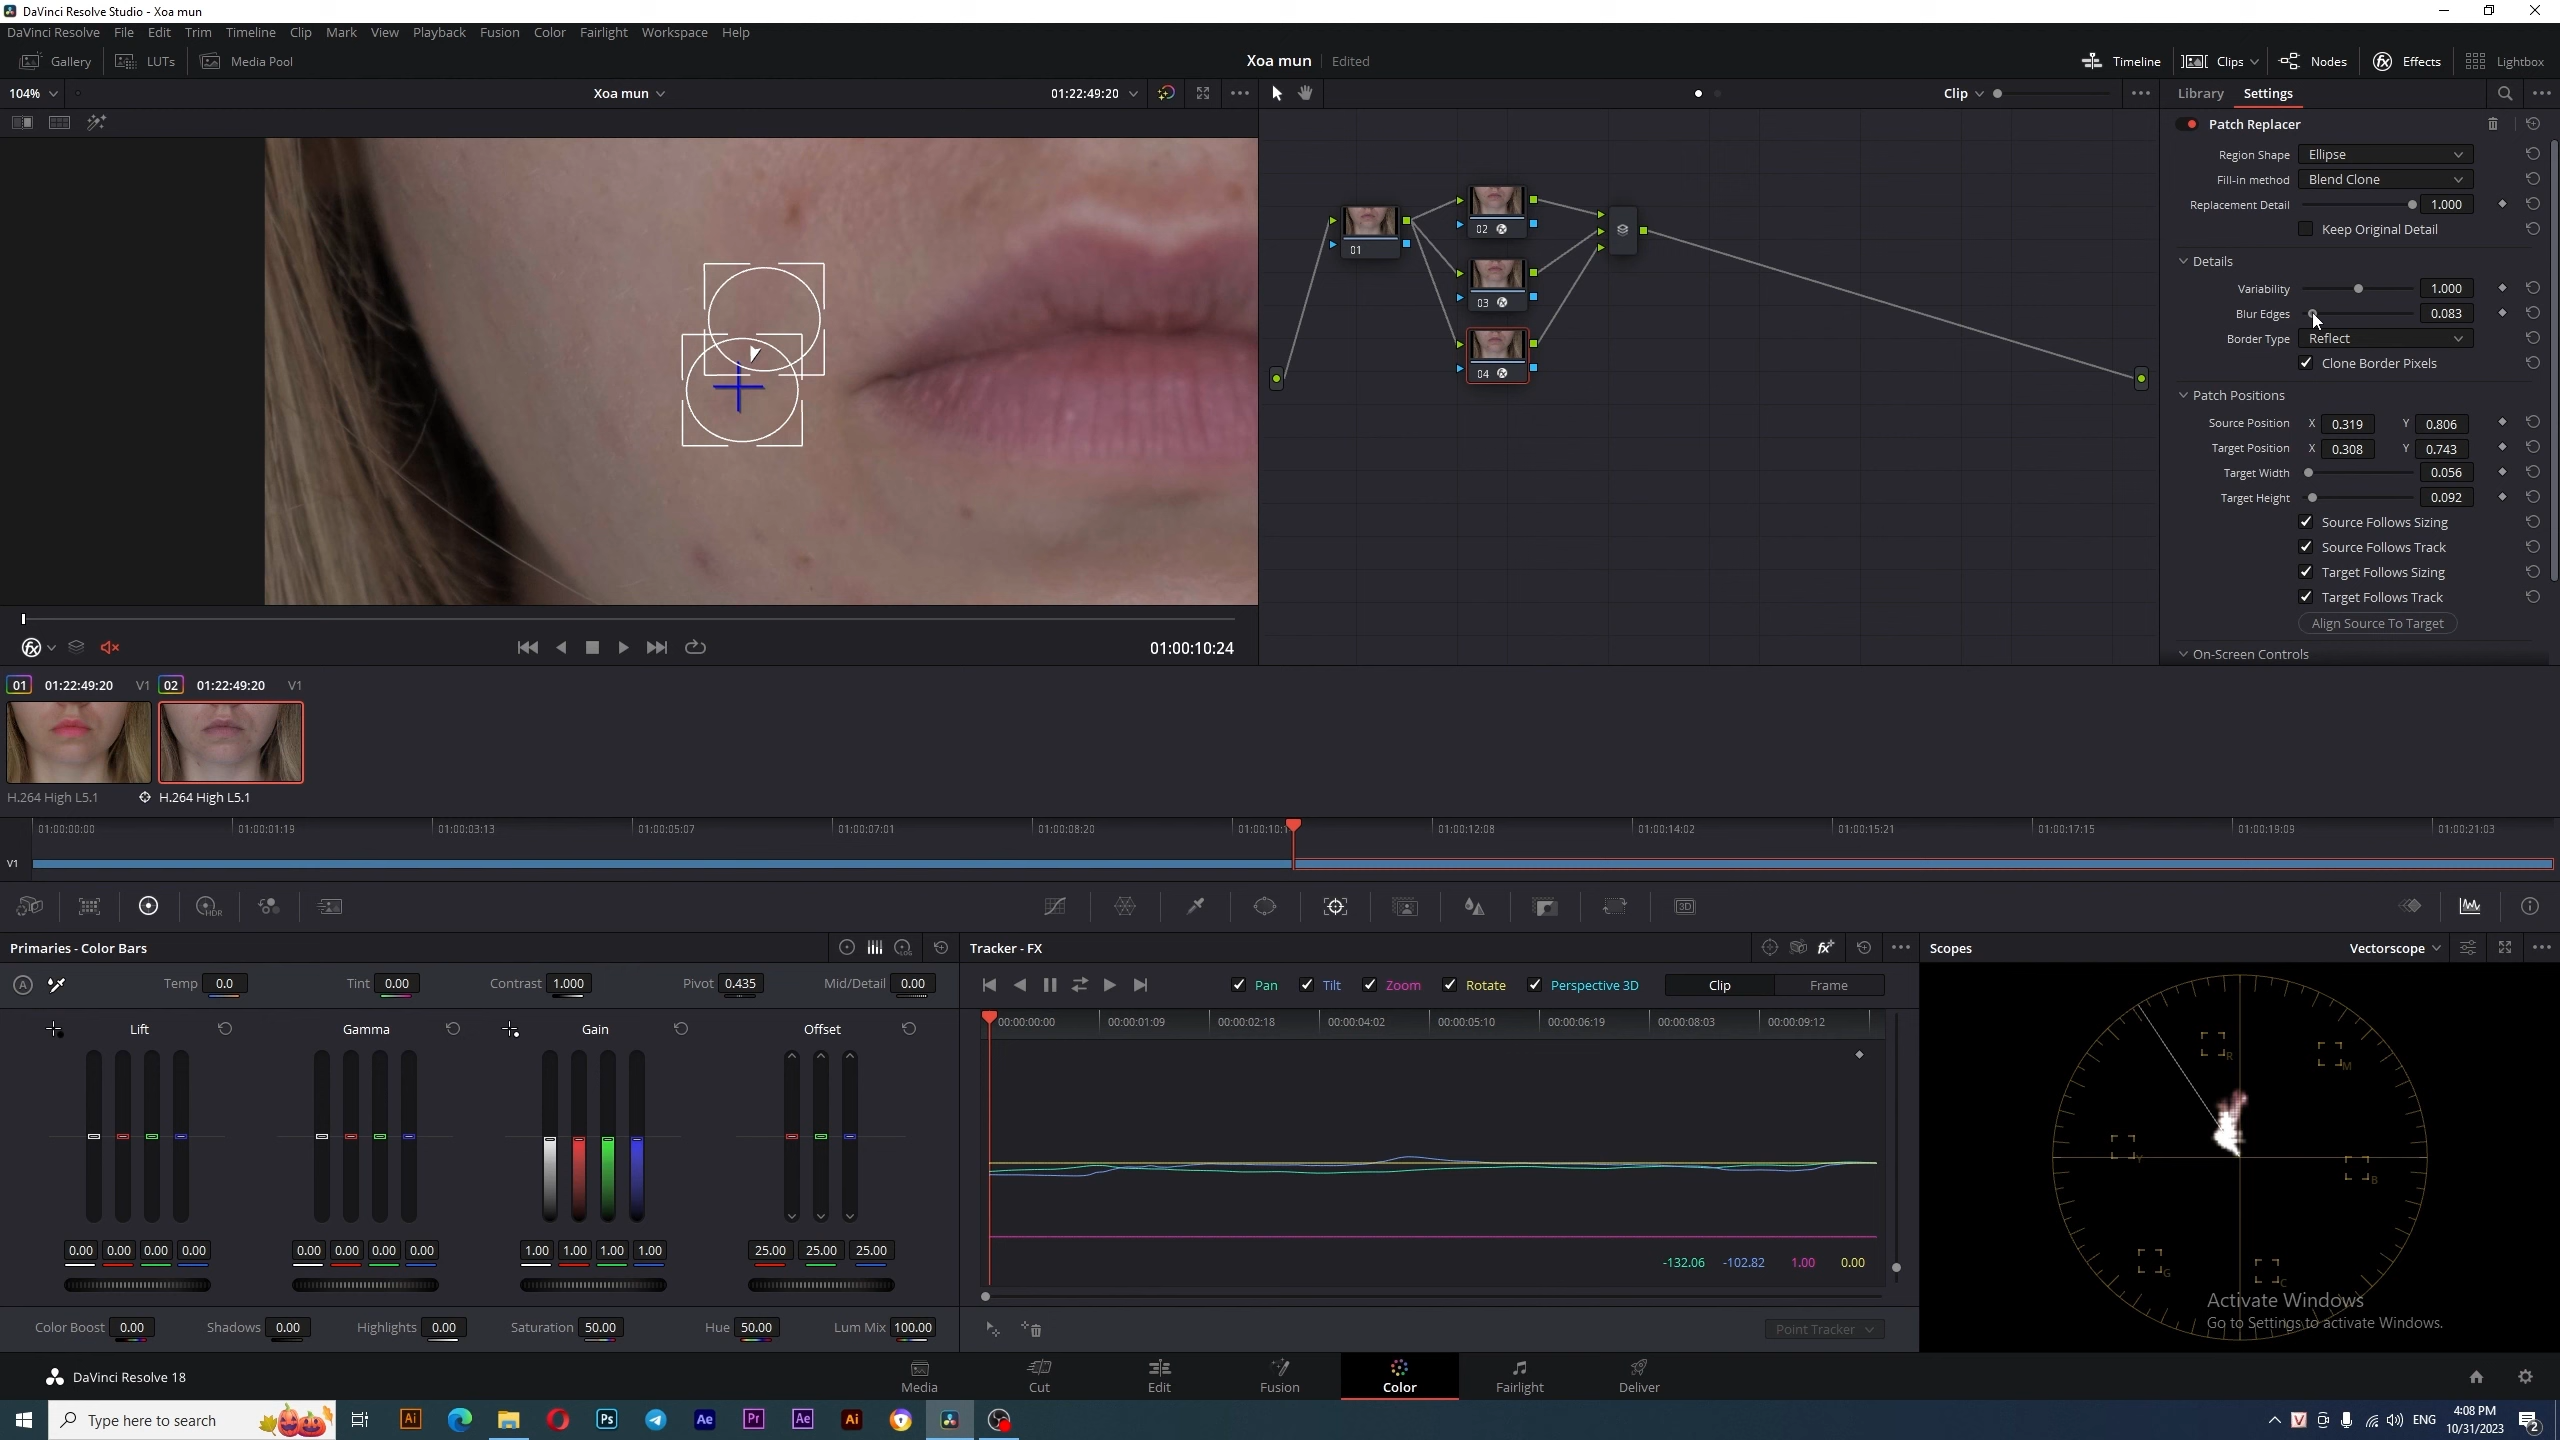 DaVinci Resolve Studio - Xoa mun
DaVinci Resolve File Edit Trim Timeline Clip Mark View Playback Fusion Color Fairlight Workspace Help
Gallery LUTs Media Pool Xoa mun Edited Timeline Clips Nodes Effects Lightbox
104% Xoa mun 01:22:49:20 Clip Library Settings
Patch Replacer
Region Shape Ellipse
Fill-in method Blend Clone
Replacement Detail 1.000
Keep Original Detail
Details
Variability 1.000
Blur Edges 0.083
Border Type Reflect
Clone Border Pixels
Patch Positions
Source Position X 0.319 Y 0.806
Target Position X 0.308 Y 0.743
Target Width 0.056
Target Height 0.092
Source Follows Sizing
Source Follows Track
Target Follows Sizing
Target Follows Track
Align Source To Target
On-Screen Controls
01
02
03
04
01:00:10:24
01 01:22:49:20 V1 02 01:22:49:20 V1
H.264 High L5.1 H.264 High L5.1
01:00:00:00 01:00:01:19 01:00:03:13 01:00:05:07 01:00:07:01 01:00:08:20 01:00:10:1 01:00:12:08 01:00:14:02 01:00:15:21 01:00:17:15 01:00:19:09 01:00:21:03
V1
HDR 3D
Primaries - Color Bars Tracker - FX Scopes Vectorscope
A Temp 0.0 Tint 0.00 Contrast 1.000 Pivot 0.435 Mid/Detail 0.00
Pan Tilt Zoom Rotate Perspective 3D Clip Frame
Lift Gamma Gain Offset
00:00:00:00 00:00:01:09 00:00:02:18 00:00:04:02 00:00:05:10 00:00:06:19 00:00:08:03 00:00:09:12
R M Y B G C
0.00 0.00 0.00 0.00 0.00 0.00 0.00 0.00 1.00 1.00 1.00 1.00 25.00 25.00 25.00
-132.06 -102.82 1.00 0.00
Color Boost 0.00 Shadows 0.00 Highlights 0.00 Saturation 50.00 Hue 50.00 Lum Mix 100.00
Point Tracker
Activate Windows
Go to Settings to activate Windows.
DaVinci Resolve 18 Media Cut Edit Fusion Color Fairlight Deliver
Type here to search Ai Ps Ae Pr Ae Ai V ENG 4:08 PM
10/31/2023 2